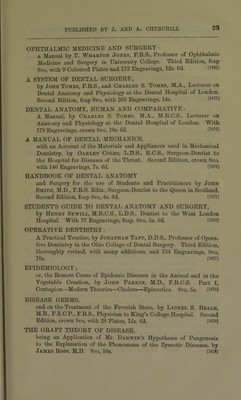 PUBLISHED BY J. AND A. CHURCHILL 23
OPHTHALMIC MEDICINE AND SURGERY:
a Manual by T. WHARTON JONES, F.R.S., Professor of Ophthalmic
Medicine and Surgery in University College. Third Edition, fcap
8vo, with 9 Coloured Plates and 173 Engravings, 12s. 6d.
A SYSTEM OF DENTAL SURGERY,
by JOHN TOMES, F.R.S., and CHARLES S. TOMES, M.A., Lecturer
on Dental Anatomy and Physiology at the Dental Hospital of London.
Second Edition, fcap 8vo, with 268 Engravings, 14s. [1873]
DENTAL ANATOMY, HUMAN AND COMPARATIVE:
A Manual, by CHARLES S. TOMES, M.A., M.R.C.S., Lecturer on
Anatomy and Physiology at the Dental Hospital of London. With
179 Engravings, crown 8vo, 10s. 6d. [1876]
A MANUAL OF DENTAL MECHANICS,
with an Account of the Materials and Appliances used in Mechanical
Dentistry, by OAKLEY COLES, L.D.S., R.C.S., Surgeon-Dentist to
the Hospital for Diseases of the Throat. Second Edition, crown 8vo,
with 140 Engravings, 7s. 6d. [1876]
HANDBOOK OF DENTAL ANATOMY
and Surgery for the use of Students and Practitioners by JOHN
SMITH, M.D., F.R.S. Edin., Surgeon-Dentist to the Queen in Scotland.
Second Edition, fcap 8vo, 4s. 6d. [1871]
STUDENT'S GUIDE TO DENTAL ANATOMY AND SURGERY,
by HENRY SEWILL, M.R.C.S., L.D.S., Dentist to the West London
Hospital. With 77 Engravings, fcap. 8vo, 5s. 6d. [1876]
OPERATIVE DENTISTRY:
A Practical Treatise, by JONATHAN TAFT, D.D.S., Professor of Opera-
tive Dentistry in the Ohio College of Dental Surgery. Third Edition,
thoroughly revised, with many additions, and 134 Engravings, 8vo,
18s. [1877]
EPIDEMIOLOGY;
or, the Remote Cause of Epidemic Diseases in the Animal and in the
Vegetable Creation, by JOHN PARKIN, M.D., F.R.C.S. Part I,
Contagion—Modern Theories—Cholera—Epizootics. 8vo, 5s. [1873]
DISEASE GERMS;
and on the Treatment of the Feverish State, by LIONEL S. BEALE,
M.B., F.R.C.P., F.R.S., Physician to King's College Hospital. Second
Edition, crown 8vo, with 28 Plates, 12s. 6d. [1872]
THE GRAFT THEORY OF DISEASE,
being an Application of Mr. DARWIN's Hypothesis of Pangenesis
to the Explanation of the Phenomena of the Zymotic Diseases, by
JAMES ROSS, M.D. 8vo, 10s. [1872]